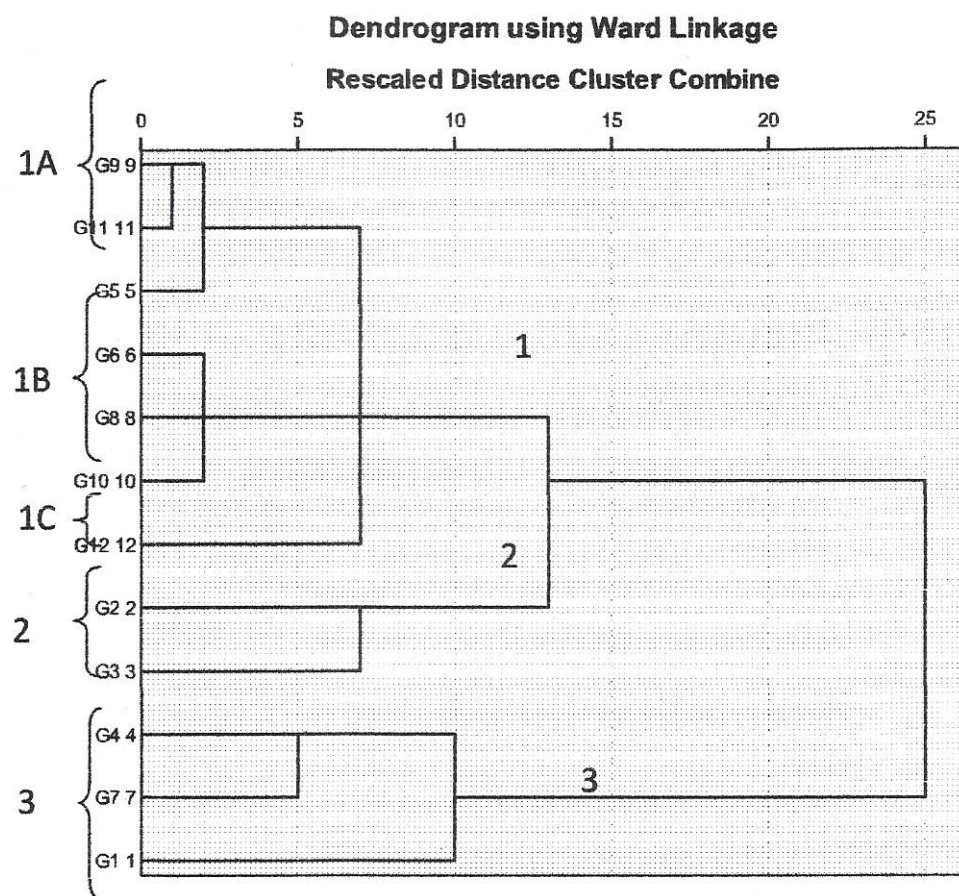 Dendrogram using Ward Linkage
Rescaled Distance Cluster Combine
0 5 10 15 20 25
1A
G9 9
G11 11
G5 5
1
G6 6
1B
G8 8
G10 10
1C
G12 12
2
G2 2
2
G3 3
G4 4
3
G7 7
3
G1 1